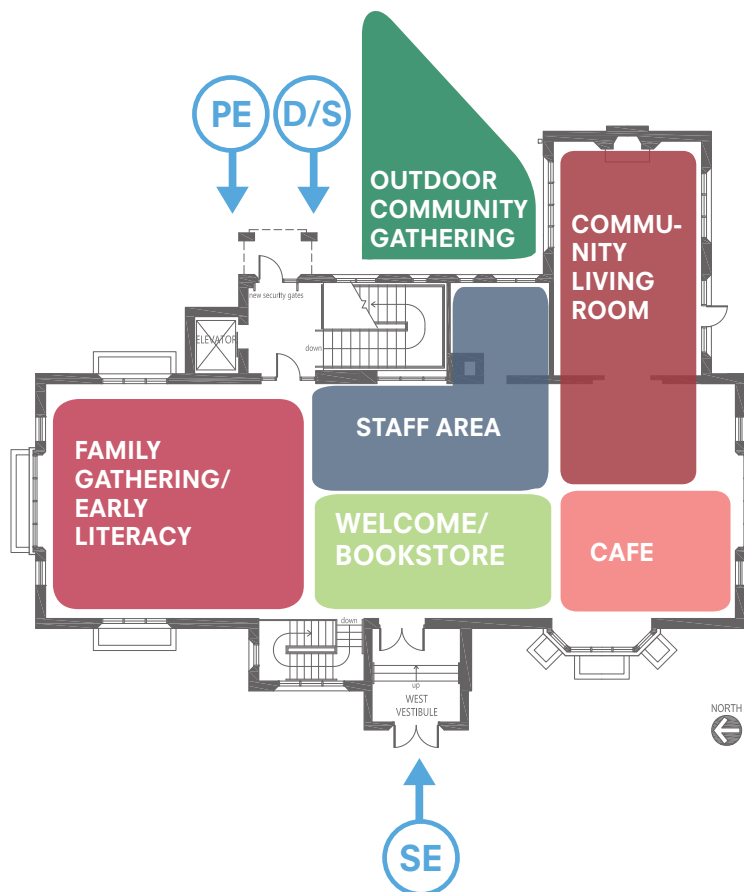 PE
D/S
OUTDOOR
COMMUNITY
GATHERING
COMMU-
NITY
LIVING
ROOM
new security gates
ELEVATOR
down
FAMILY
GATHERING/
EARLY
LITERACY
STAFF AREA
WELCOME/
BOOKSTORE
CAFE
down
up
WEST
VESTIBULE
NORTH
SE